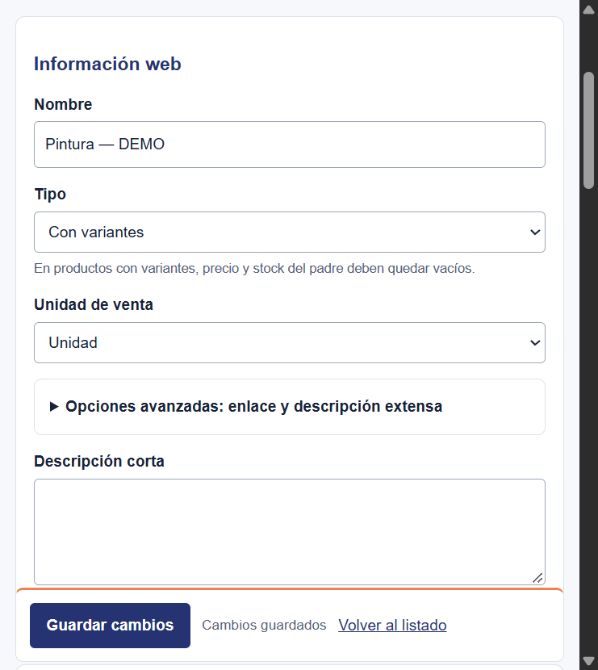 Información web
Nombre
Pintura — DEMO
Tipo
Con variantes
En productos con variantes, precio y stock del padre deben quedar vacíos.
Unidad de venta
Unidad
Opciones avanzadas: enlace y descripción extensa
Descripción corta
Guardar cambios Cambios guardados Volver al listado